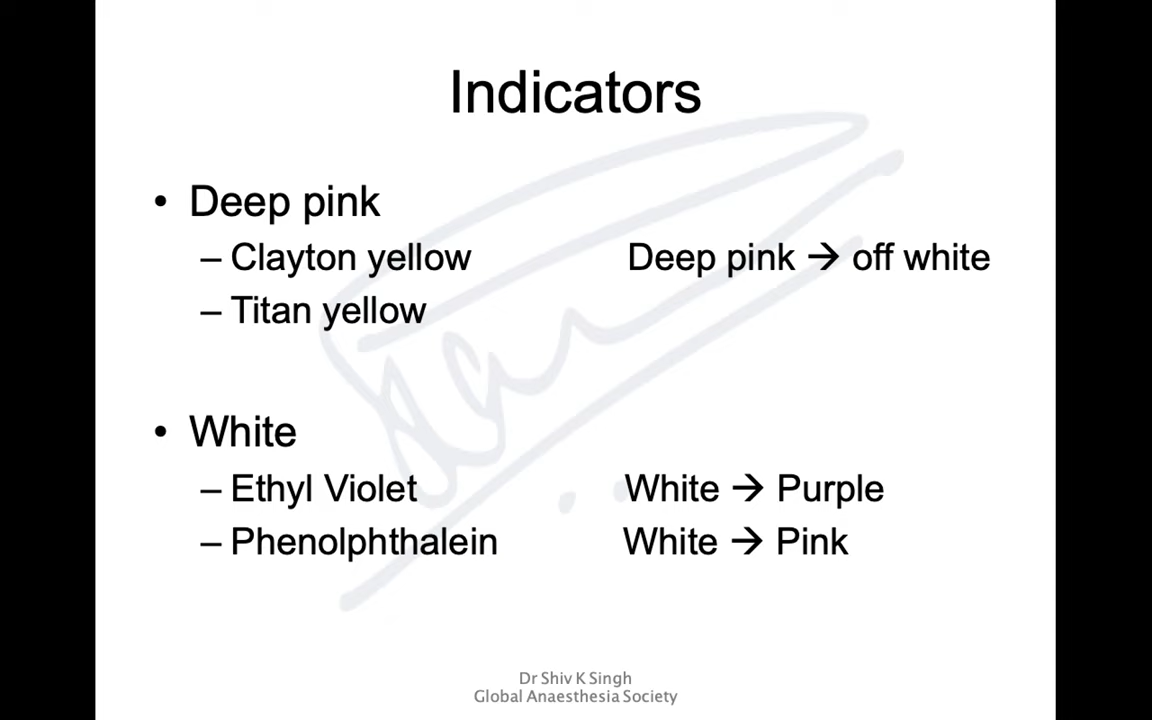 Indicators
• Deep pink
– Clayton yellow Deep pink → off white
– Titan yellow
• White
– Ethyl Violet White → Purple
– Phenolphthalein White → Pink
Dr Shiv K Singh
Global Anaesthesia Society